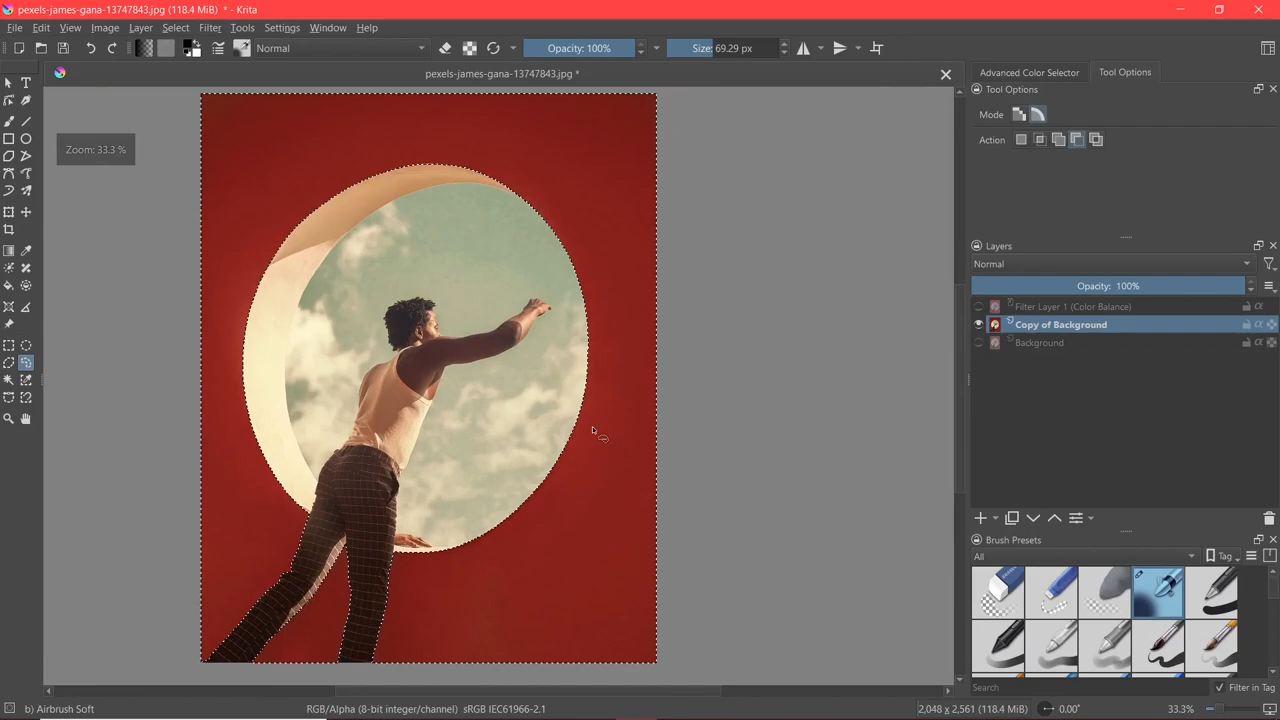 pexels-james-gana-13747843.jpg (118.4 MiB) * - Krita
File Edit View Image Layer Select Filter Tools Settings Window Help
Normal Opacity: 100% Size: 69.29 px
pexels-james-gana-13747843.jpg *
Advanced Color Selector Tool Options
Tool Options
Mode
Action
Zoom: 33.3 %
Layers
Normal
Opacity: 100%
Filter Layer 1 (Color Balance)
Copy of Background
Background
Brush Presets
All Tag
Search Filter in Tag
b) Airbrush Soft RGB/Alpha (8-bit integer/channel) sRGB IEC61966-2.1 2,048 x 2,561 (118.4 MiB) 0.00° 33.3%